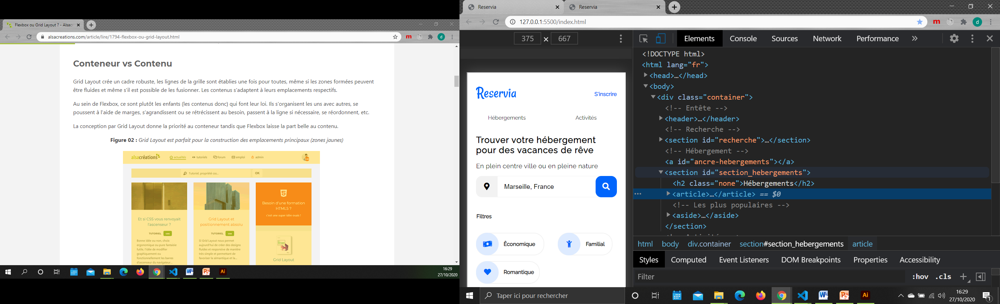 Flexbox ou Grid Layout ? - Alsacr
alsacreations.com/article/lire/1794-flexbox-ou-grid-layout.html
Conteneur vs Contenu
Grid Layout crée un cadre robuste, les lignes de la grille sont établies une fois pour toutes, même si les zones formées peuvent
être fluides et même s'il est possible de les fusionner. Les contenus s'adaptent à leurs emplacements respectifs.
Au sein de Flexbox, ce sont plutôt les enfants (les contenus donc) qui font leur loi. Ils s'organisent les uns avec autres, se
poussent à l'aide de marges, s'agrandissent ou se rétrécissent au besoin, passent à la ligne si nécessaire, se réordonnent, etc.
La conception par Grid Layout donne la priorité au conteneur tandis que Flexbox laisse la part belle au contenu.
Figure 02 : Grid Layout est parfait pour la construction des emplacements principaux (zones jaunes)
alsacréations
actualités
tutoriels
forum
emploi
admin
Tutoriel, propriété css...
OK
Et si CSS vous renvoyait
l'ascenseur ?
TUTORIEL css
Bonne idée ou non, choix
ergonomique ou pure fantaisie
futile, l'idée de modifier
graphiquement ou
fonctionnellement les barres
d'ascenseur du navigateur...
Grid Layout et
positionnement absolu
TUTORIEL css
Si Grid Layout nous permet
aujourd'hui de créer des designs
fluides et responsive de manière
très simple et permettant de
favoriser la sémantique et la...
Besoin d'une formation
HTML5 ?
c'est une super idée ouais !
Grid Layout
16:29
27/10/2020
Reservia
Reservia
127.0.0.1:5500/index.html
375 × 667
Reservia
S'inscrire
Hébergements
Activités
Trouver votre hébergement
pour des vacances de rêve
En plein centre ville ou en pleine nature
Marseille, France
Filtres
Économique
Familial
Romantique
Elements
Console
Sources
Network
Performance
<!DOCTYPE html>
<html lang="fr">
<head>…</head>
<body>
<div class="container">
<!-- Entête -->
<header>…</header>
<!-- Recherche -->
<section id="recherche">…</section>
<!-- Hébergement -->
<a id="ancre-hebergements"></a>
<section id="section_hebergements">
<h2 class="none">Hébergements</h2>
<article>…</article> == $0
<!-- Les plus populaires -->
<aside>…</aside>
</section>
html body div.container section#section_hebergements article
Styles
Computed
Event Listeners
DOM Breakpoints
Properties
Accessibility
Filter
:hov .cls
Taper ici pour rechercher
16:29
27/10/2020